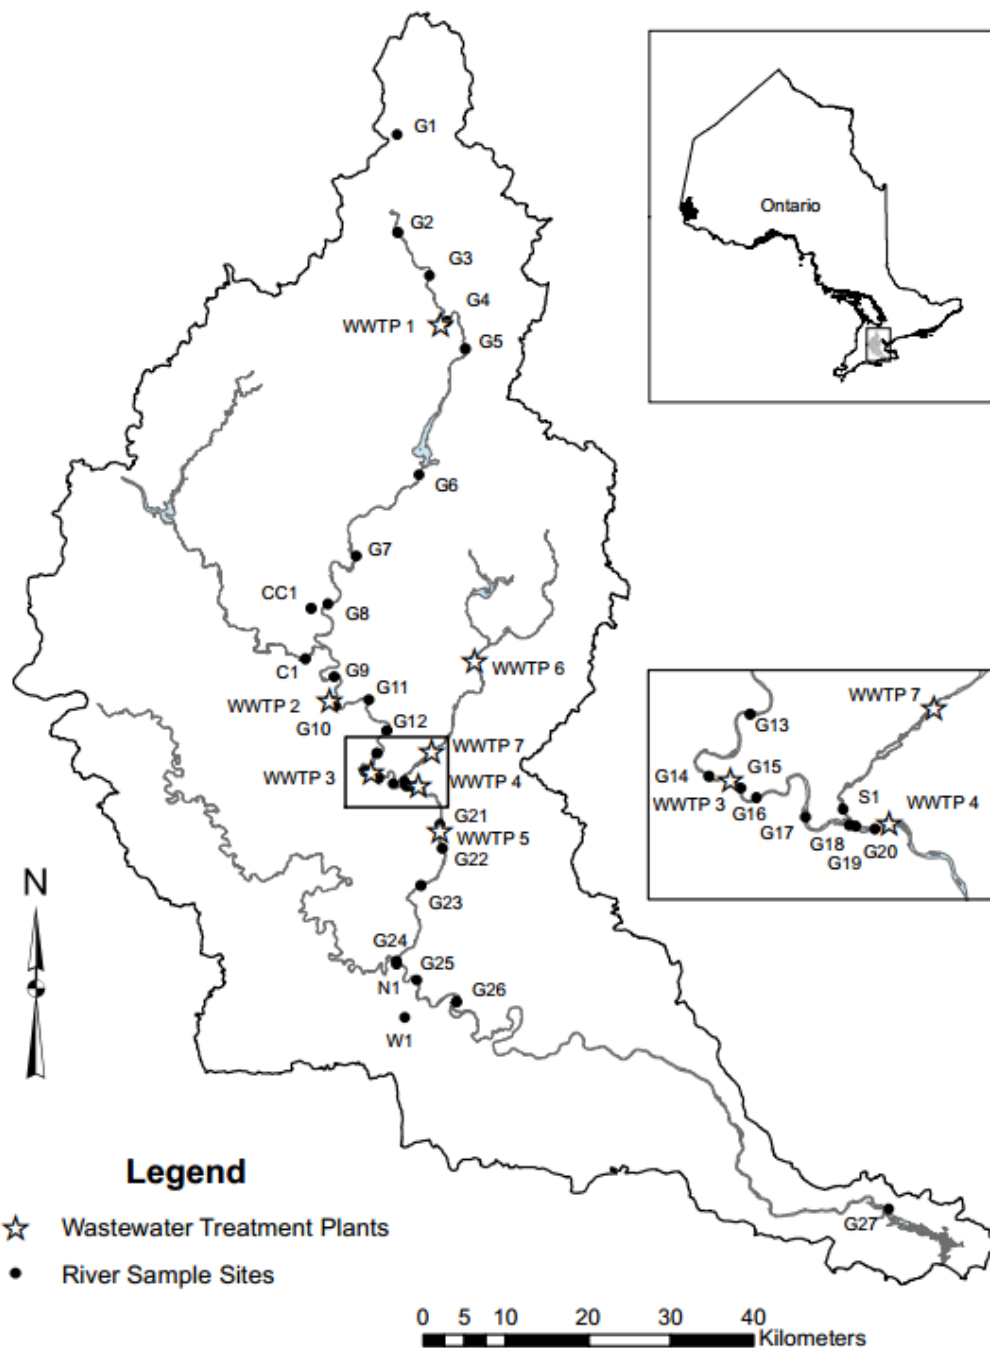 G1
Ontario
G2
G3
G4
WWTP 1
G5
G6
G7
CC1
G8
C1
G9
WWTP 6
WWTP 2
G11
G10
G12
WWTP 7
WWTP 3
WWTP 4
G21
WWTP 5
G22
G23
G24
G25
N1
G26
W1
G27
WWTP 7
G13
G14
G15
WWTP 3
G16
S1
WWTP 4
G17
G18
G19
G20
N
Legend
Wastewater Treatment Plants
River Sample Sites
0 5 10 20 30 40
Kilometers